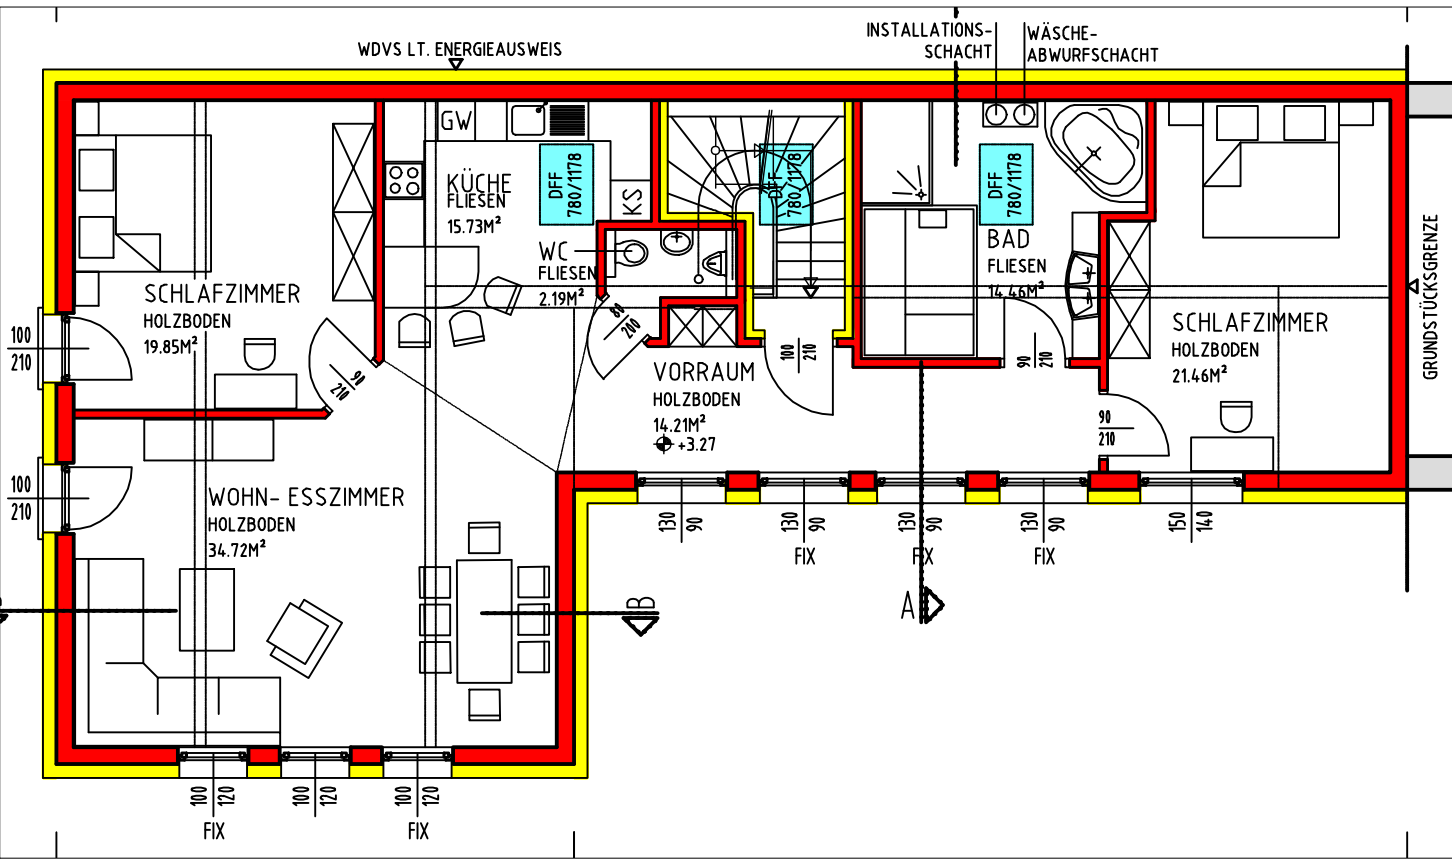 INSTALLATIONS-
SCHACHT
WÄSCHE-
ABWURFSCHACHT
WDVS LT. ENERGIEAUSWEIS
GW
KÜCHE
FLIESEN
15.73M²
DFF
780/1178
KS
DFF
780/1178
DFF
780/1178
WC
FLIESEN
2.19M²
BAD
FLIESEN
14.46M²
SCHLAFZIMMER
HOLZBODEN
19.85M²
SCHLAFZIMMER
HOLZBODEN
21.46M²
GRUNDSTÜCKSGRENZE
100
210
80
200
90
210
100
210
90
210
90
210
VORRAUM
HOLZBODEN
14.21M²
+3.27
100
210
WOHN- ESSZIMMER
HOLZBODEN
34.72M²
130
90
130
90
FIX
130
90
FIX
130
90
FIX
150
140
B
A
100
120
FIX
100
120
100
120
FIX